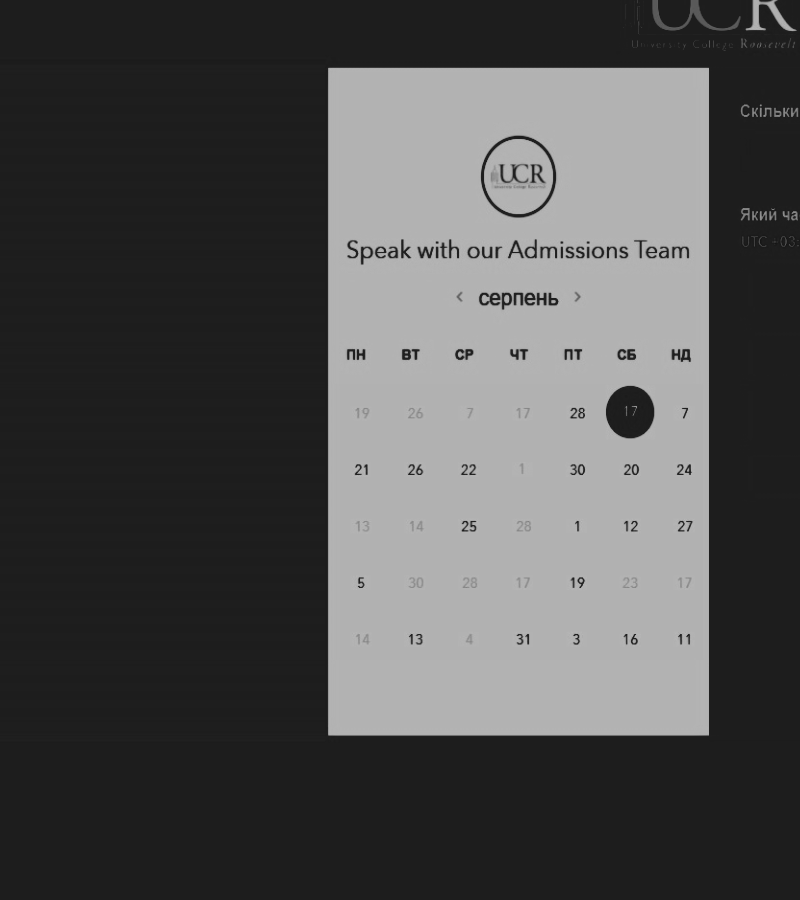 UCR
University College Roosevelt
Скільки
Який ча
UTC -03:
UCR
Speak with our Admissions Team
‹ серпень ›
ПН ВТ СР ЧТ ПТ СБ НД
19 26 7 17 28 17 7
21 26 22 1 30 20 24
13 14 25 28 1 12 27
5 30 28 17 19 23 17
14 13 4 31 3 16 11